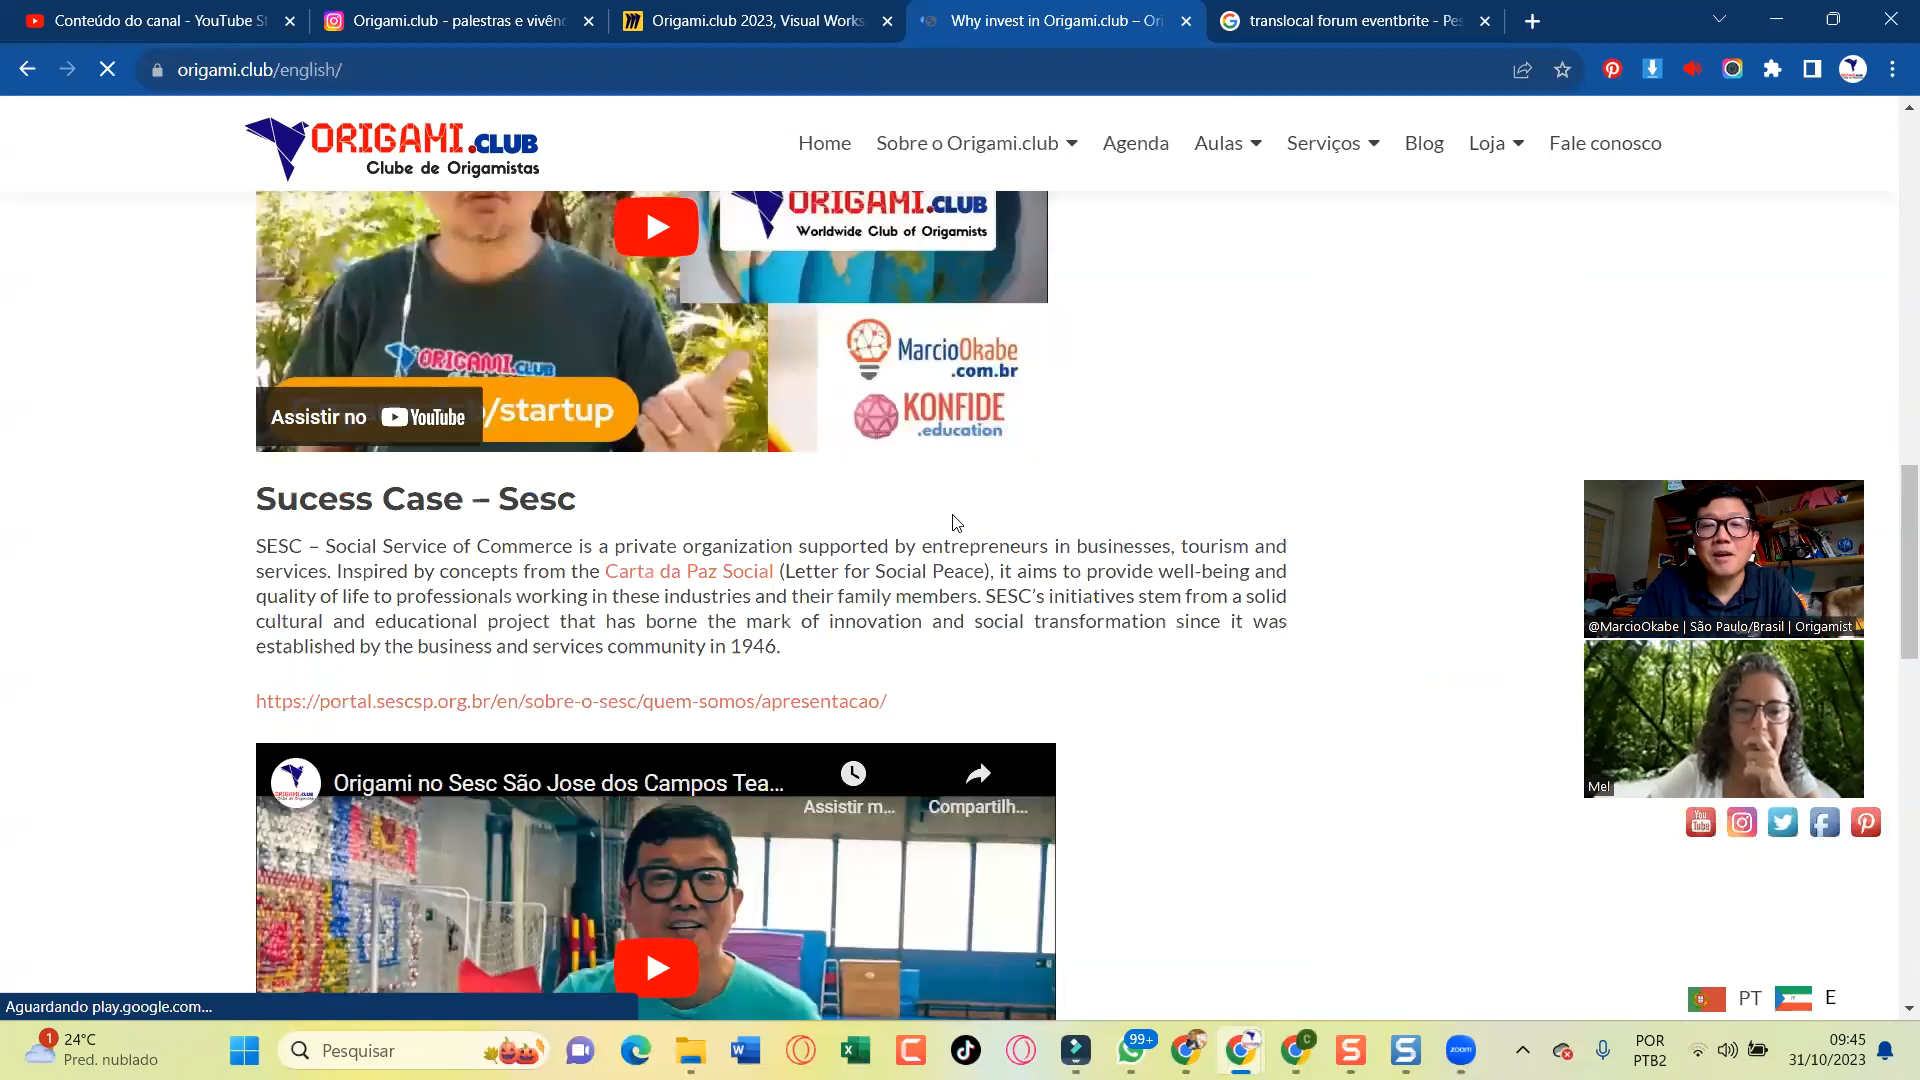 Conteúdo do canal - YouTube St
Origami.club - palestras e vivênc
Origami.club 2023, Visual Works
Why invest in Origami.club – Ori
translocal forum eventbrite - Pes
origami.club/english/
ORIGAMI.CLUB
Clube de Origamistas
Home
Sobre o Origami.club
Agenda
Aulas
Serviços
Blog
Loja
Fale conosco
ORIGAMI.CLUB
Worldwide Club of Origamists
ORIGAMI.CLUB
MarcioOkabe
.com.br
KONFIDE
.education
Assistir no YouTube
/startup
Sucess Case – Sesc
SESC – Social Service of Commerce is a private organization supported by entrepreneurs in businesses, tourism and
services. Inspired by concepts from the Carta da Paz Social (Letter for Social Peace), it aims to provide well-being and
quality of life to professionals working in these industries and their family members. SESC’s initiatives stem from a solid
cultural and educational project that has borne the mark of innovation and social transformation since it was
established by the business and services community in 1946.
https://portal.sescsp.org.br/en/sobre-o-sesc/quem-somos/apresentacao/
Origami no Sesc São Jose dos Campos Tea...
Assistir m...
Compartilh...
@MarcioOkabe | São Paulo/Brasil | Origamist
Mel
You
Tube
PT
E
Aguardando play.google.com...
1
24°C
Pred. nublado
Pesquisar
99+
zoom
POR
PTB2
09:45
31/10/2023